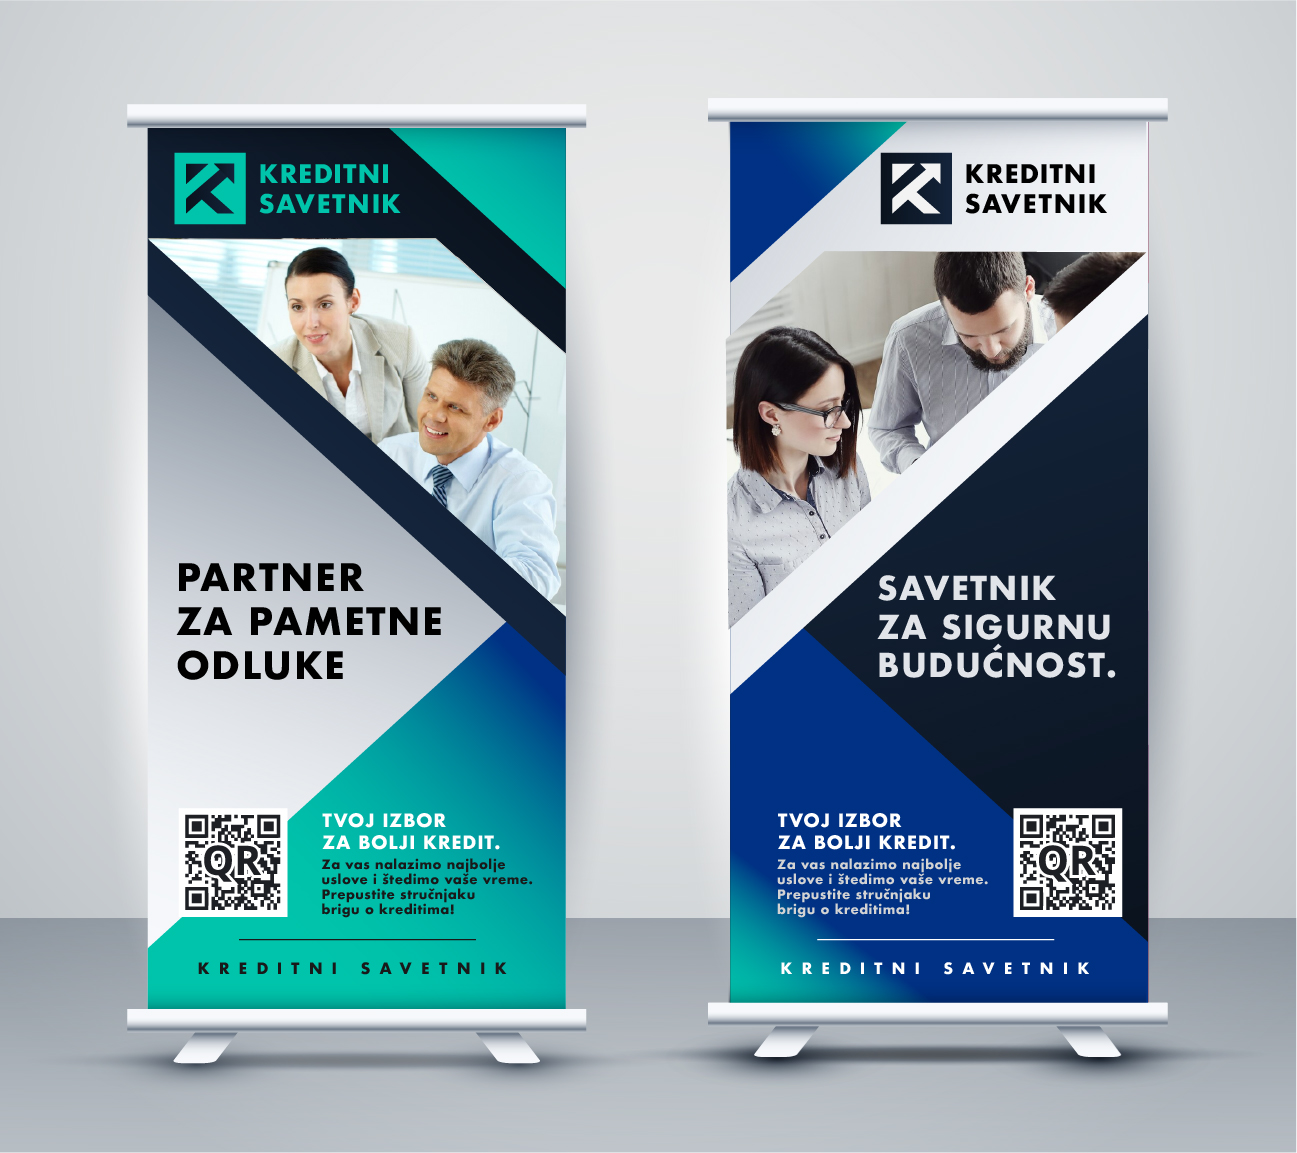 KREDITNI
SAVETNIK
PARTNER
ZA PAMETNE
ODLUKE
QR
TVOJ IZBOR
ZA BOLJI KREDIT.
Za vas nalazimo najbolje
uslove i štedimo vaše vreme.
Prepustite stručnjaku
brigu o kreditima!
KREDITNI SAVETNIK
KREDITNI
SAVETNIK
SAVETNIK
ZA SIGURNU
BUDUĆNOST.
TVOJ IZBOR
ZA BOLJI KREDIT.
Za vas nalazimo najbolje
uslove i štedimo vaše vreme.
Prepustite stručnjaku
brigu o kreditima!
QR
KREDITNI SAVETNIK